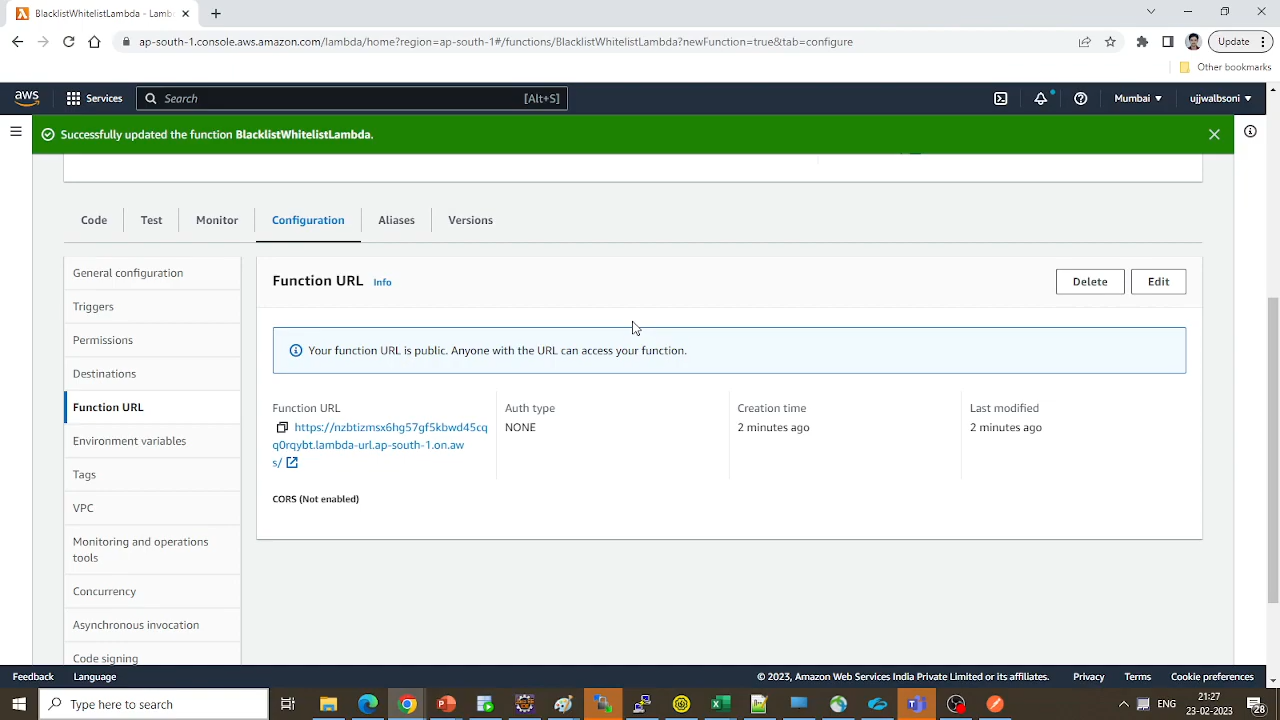 BlacklistWhitelistLambda - Lamb
ap-south-1.console.aws.amazon.com/lambda/home?region=ap-south-1#/functions/BlacklistWhitelistLambda?newFunction=true&tab=configure
Update
Other bookmarks
aws
Services
Search
[Alt+S]
Mumbai
ujjwalbsoni
Successfully updated the function BlacklistWhitelistLambda.
Code
Test
Monitor
Configuration
Aliases
Versions
General configuration
Triggers
Permissions
Destinations
Function URL
Environment variables
Tags
VPC
Monitoring and operations
tools
Concurrency
Asynchronous invocation
Code signing
Function URL Info
Delete
Edit
Your function URL is public. Anyone with the URL can access your function.
Function URL
https://nzbtizmsx6hg57gf5kbwd45cq
q0rqybt.lambda-url.ap-south-1.on.aw
s/
Auth type
NONE
Creation time
2 minutes ago
Last modified
2 minutes ago
CORS (Not enabled)
Feedback
Language
© 2023, Amazon Web Services India Private Limited or its affiliates.
Privacy
Terms
Cookie preferences
Type here to search
ENG
21:27
23-02-2023
28